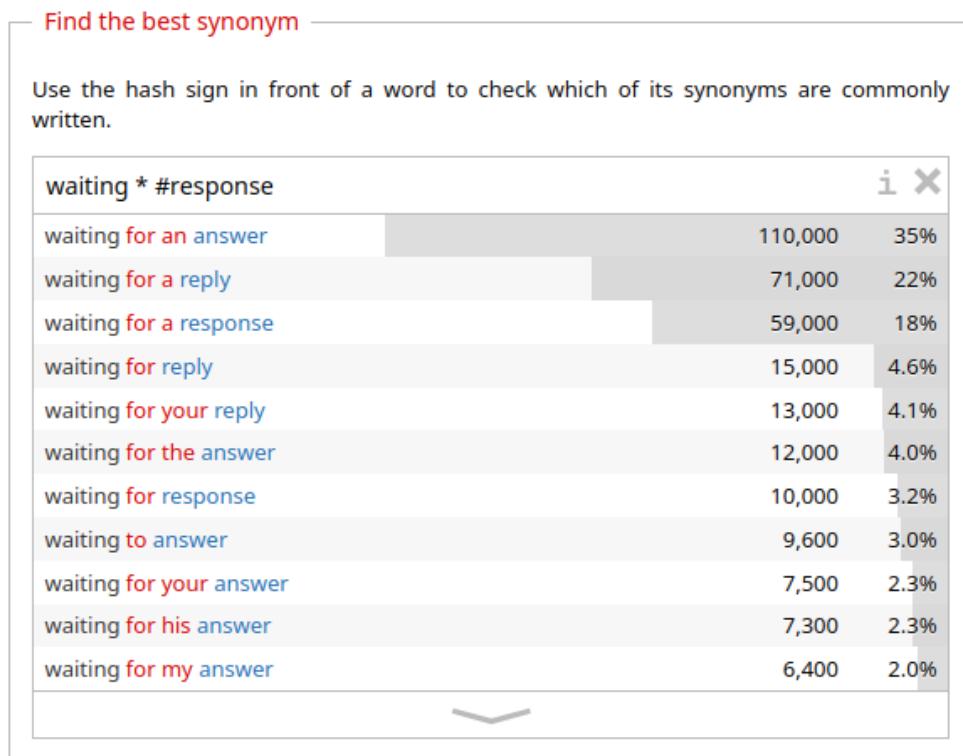 Find the best synonym
Use the hash sign in front of a word to check which of its synonyms are commonly
written.
waiting * #response i ✖
waiting for an answer 110,000 35%
waiting for a reply 71,000 22%
waiting for a response 59,000 18%
waiting for reply 15,000 4.6%
waiting for your reply 13,000 4.1%
waiting for the answer 12,000 4.0%
waiting for response 10,000 3.2%
waiting to answer 9,600 3.0%
waiting for your answer 7,500 2.3%
waiting for his answer 7,300 2.3%
waiting for my answer 6,400 2.0%